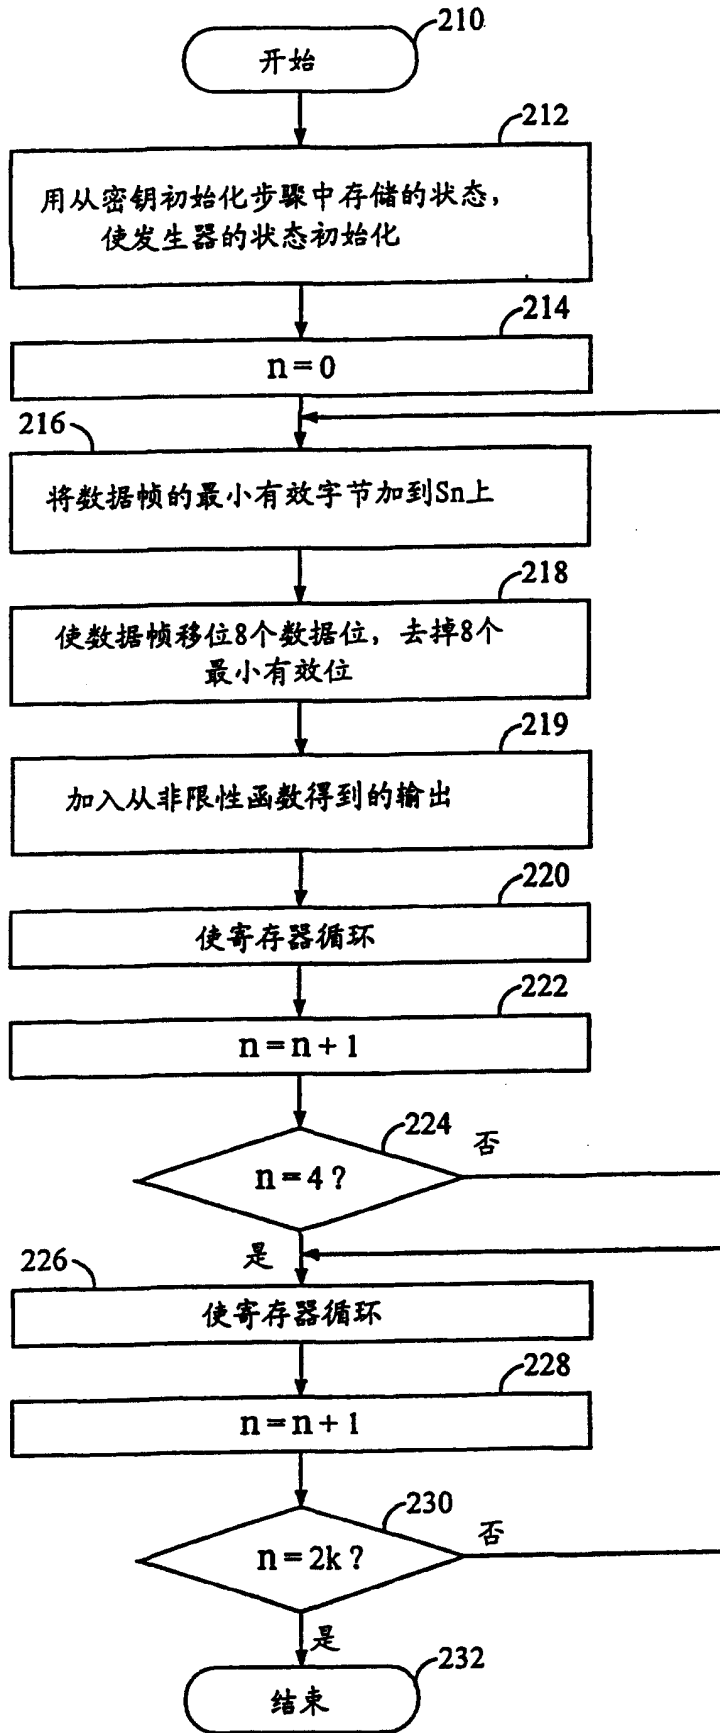 210
开始
212
用从密钥初始化步骤中存储的状态，
使发生器的状态初始化
214
n=0
216
将数据帧的最小有效字节加到Sn上
218
使数据帧移位8个数据位，去掉8个
最小有效位
219
加入从非限性函数得到的输出
220
使寄存器循环
222
n=n+1
224
n=4?
否
是
226
使寄存器循环
228
n=n+1
230
n=2k?
否
是
232
结束